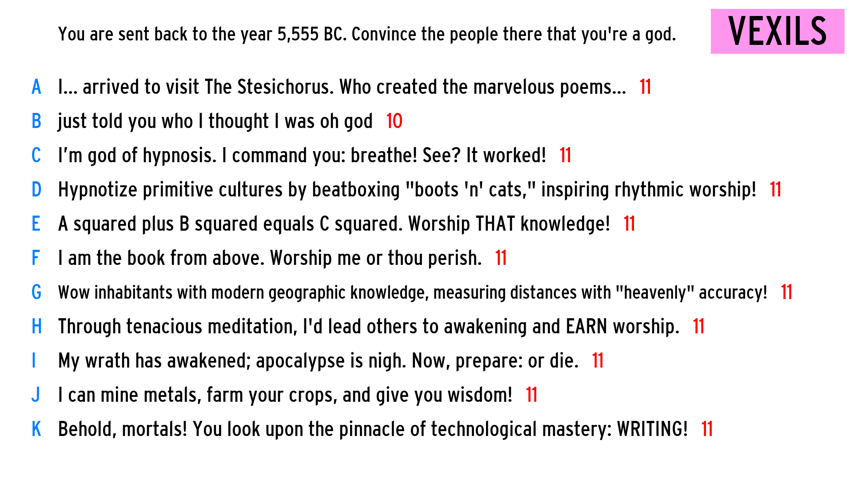 You are sent back to the year 5,555 BC. Convince the people there that you're a god.
VEXILS
A I... arrived to visit The Stesichorus. Who created the marvelous poems... 11
B just told you who I thought I was oh god 10
C I'm god of hypnosis. I command you: breathe! See? It worked! 11
D Hypnotize primitive cultures by beatboxing "boots 'n' cats," inspiring rhythmic worship! 11
E A squared plus B squared equals C squared. Worship THAT knowledge! 11
F I am the book from above. Worship me or thou perish. 11
G Wow inhabitants with modern geographic knowledge, measuring distances with "heavenly" accuracy! 11
H Through tenacious meditation, I'd lead others to awakening and EARN worship. 11
I My wrath has awakened; apocalypse is nigh. Now, prepare: or die. 11
J I can mine metals, farm your crops, and give you wisdom! 11
K Behold, mortals! You look upon the pinnacle of technological mastery: WRITING! 11